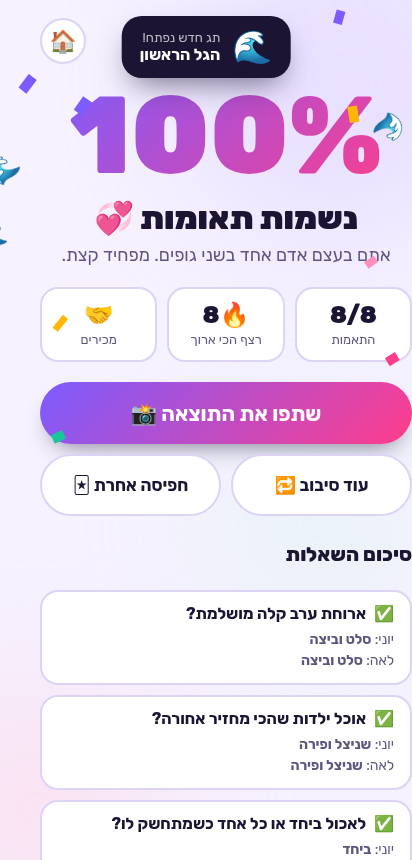 תג חדש נפתח!
הגל הראשון
100%
נשמות תאומות 💞
אתם בעצם אדם אחד בשני גופים. מפחיד קצת.
8/8
התאמות
8🔥
רצף הכי ארוך
🤝
מכירים
שתפו את התוצאה 📸
עוד סיבוב 🔁
חפיסה אחרת 🃏
סיכום השאלות
✅ ארוחת ערב קלה מושלמת?
יוני: סלט וביצה
לאה: סלט וביצה
✅ אוכל ילדות שהכי מחזיר אחורה?
יוני: שניצל ופירה
לאה: שניצל ופירה
✅ לאכול ביחד או כל אחד כשמתחשק לו?
יוני: ביחד